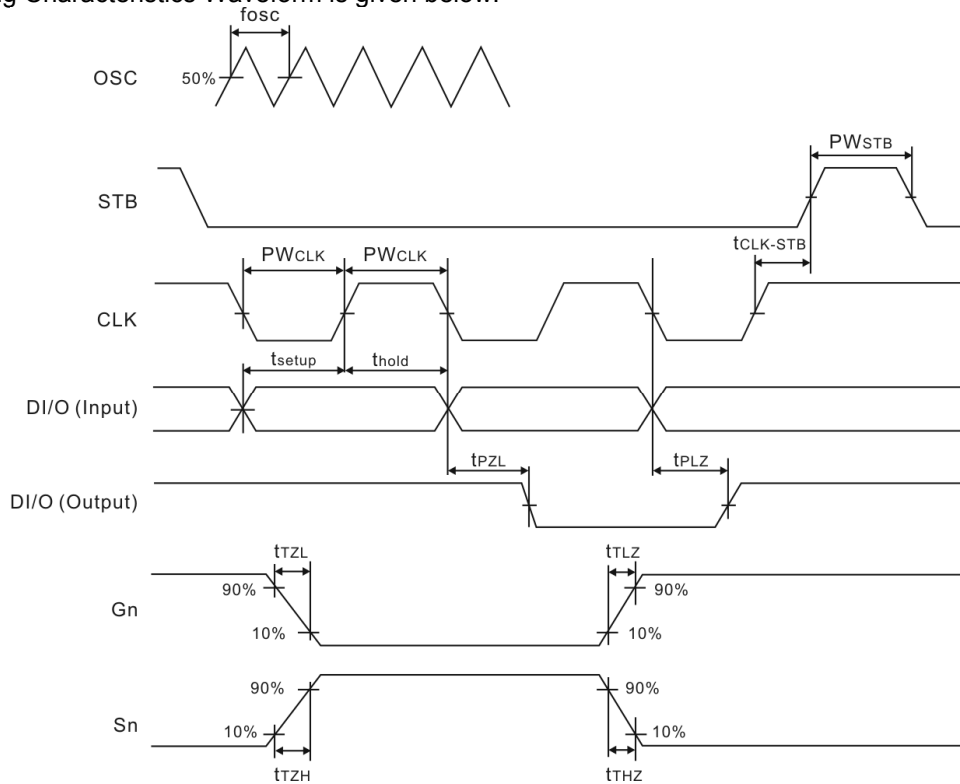 g Characteristics Waveform is given below:
fosc
OSC
50%
PWSTB
STB
tCLK-STB
PWCLK
PWCLK
CLK
tsetup
thold
DI/O (Input)
tPZL
tPLZ
DI/O (Output)
tTZL
tTLZ
90%
90%
Gn
10%
10%
90%
90%
Sn
10%
10%
tTZH
tTHZ